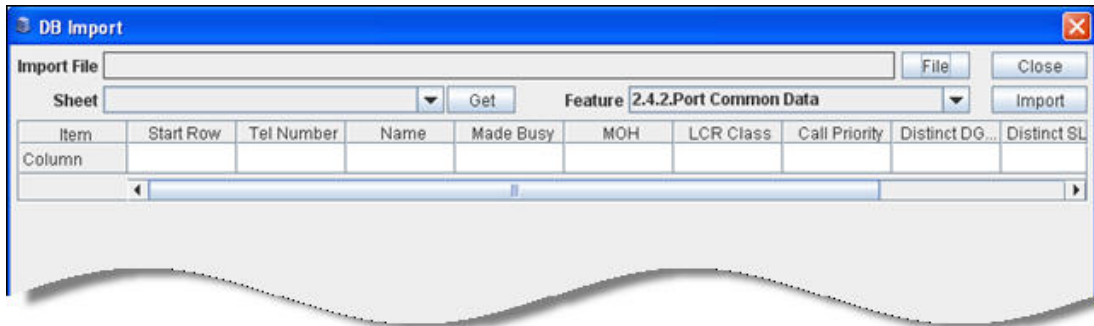 DB Import
Import File File Close
Sheet Get Feature 2.4.2.Port Common Data Import
Item Start Row Tel Number Name Made Busy MOH LCR Class Call Priority Distinct DG... Distinct SL
Column